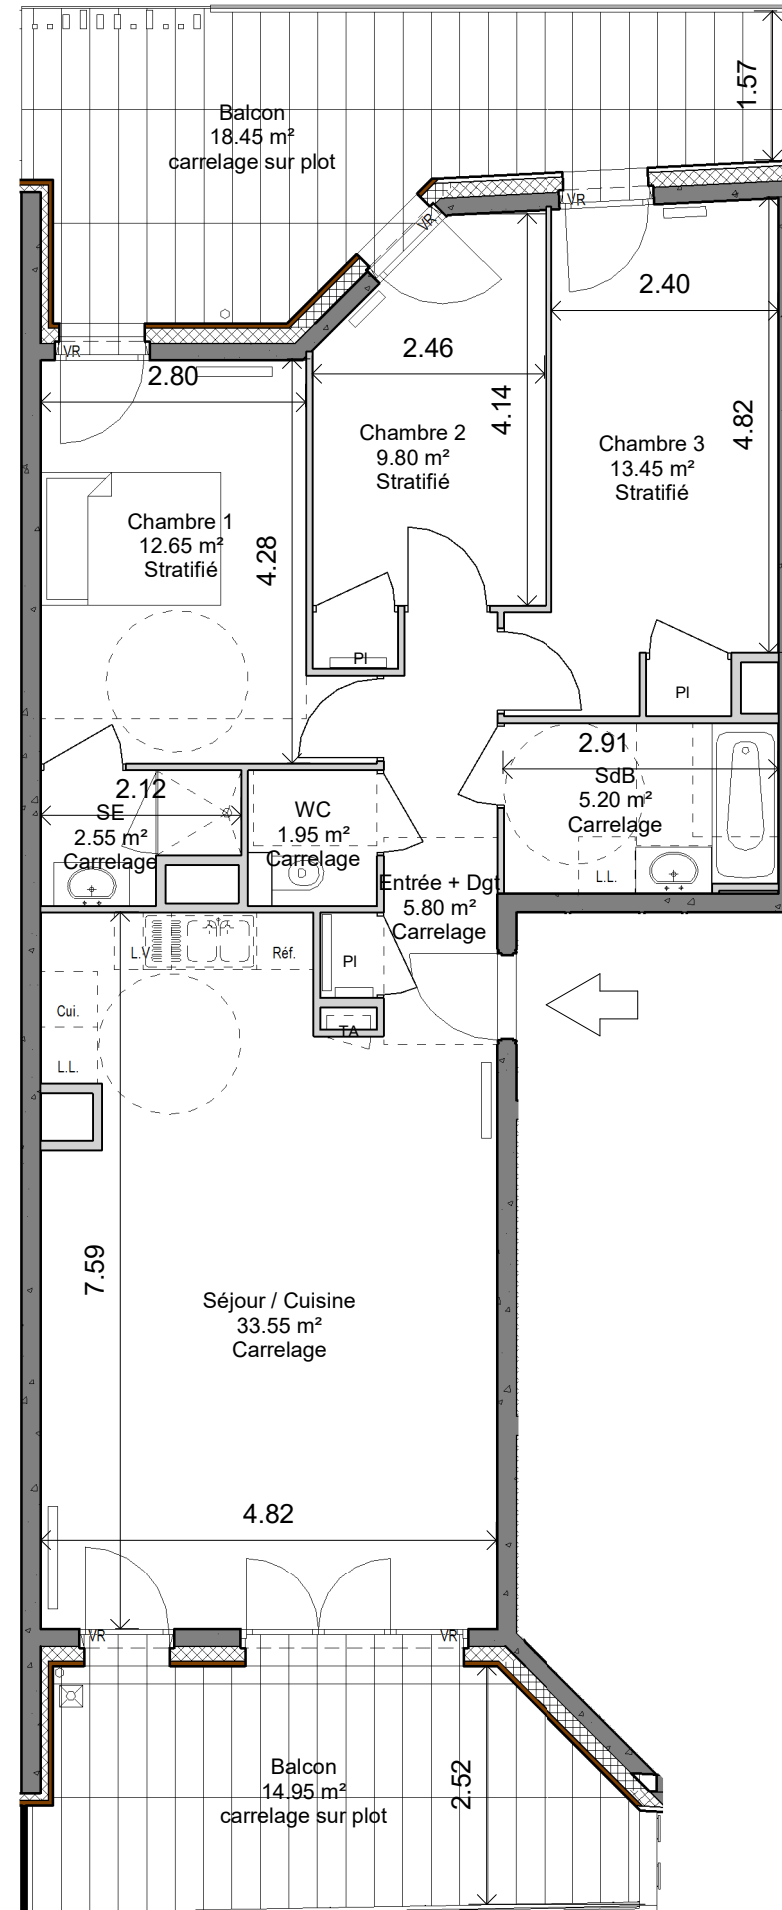 1.57
Balcon
18.45 m²
carrelage sur plot
VR
VR
2.40
VR
2.80
2.46
4.14
4.82
Chambre 2
9.80 m²
Stratifié
Chambre 3
13.45 m²
Stratifié
Chambre 1
12.65 m²
Stratifié
4.28
Pl
Pl
2.91
SdB
5.20 m²
Carrelage
L.L.
2.12
SE
2.55 m²
Carrelage
WC
1.95 m²
Carrelage
Entrée + Dgt
5.80 m²
Carrelage
L.V
Réf.
Pl
Cui.
TA
L.L.
7.59
Séjour / Cuisine
33.55 m²
Carrelage
4.82
VR
VR
Balcon
14.95 m²
carrelage sur plot
2.52